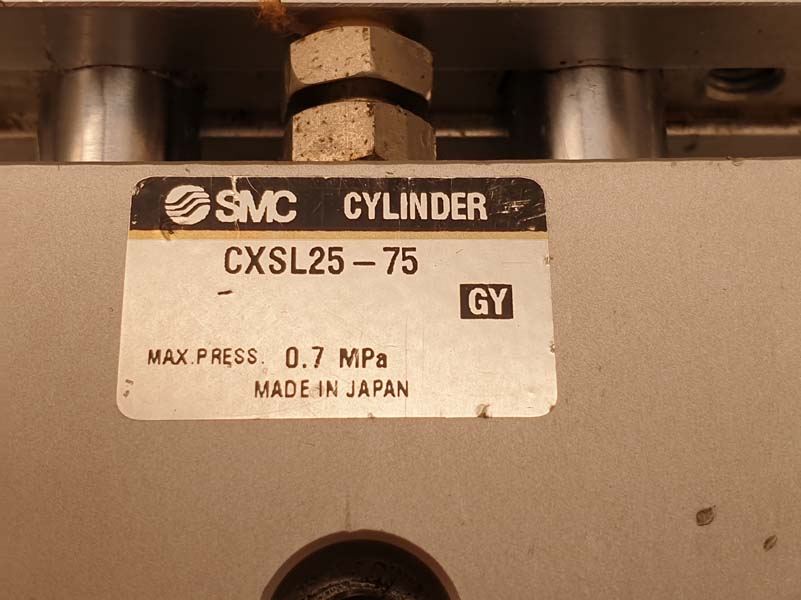 SMC CYLINDER
CXSL25-75
GY
MAX.PRESS. 0.7 MPa
MADE IN JAPAN